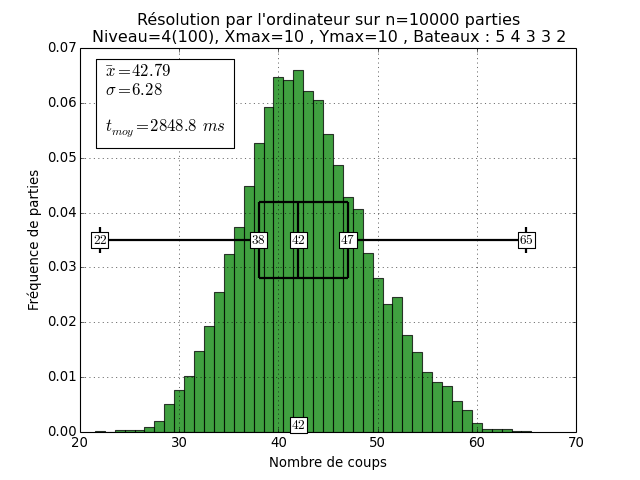 Résolution par l'ordinateur sur n=10000 parties
Niveau=4(100), Xmax=10 , Ymax=10 , Bateaux : 5 4 3 3 2
x̄=42.79
σ=6.28
t_moy=2848.8 ms
0.07
0.06
0.05
0.04
0.03
0.02
0.01
0.00
Fréquence de parties
22 38 42 47 65
42
20 30 40 50 60 70
Nombre de coups